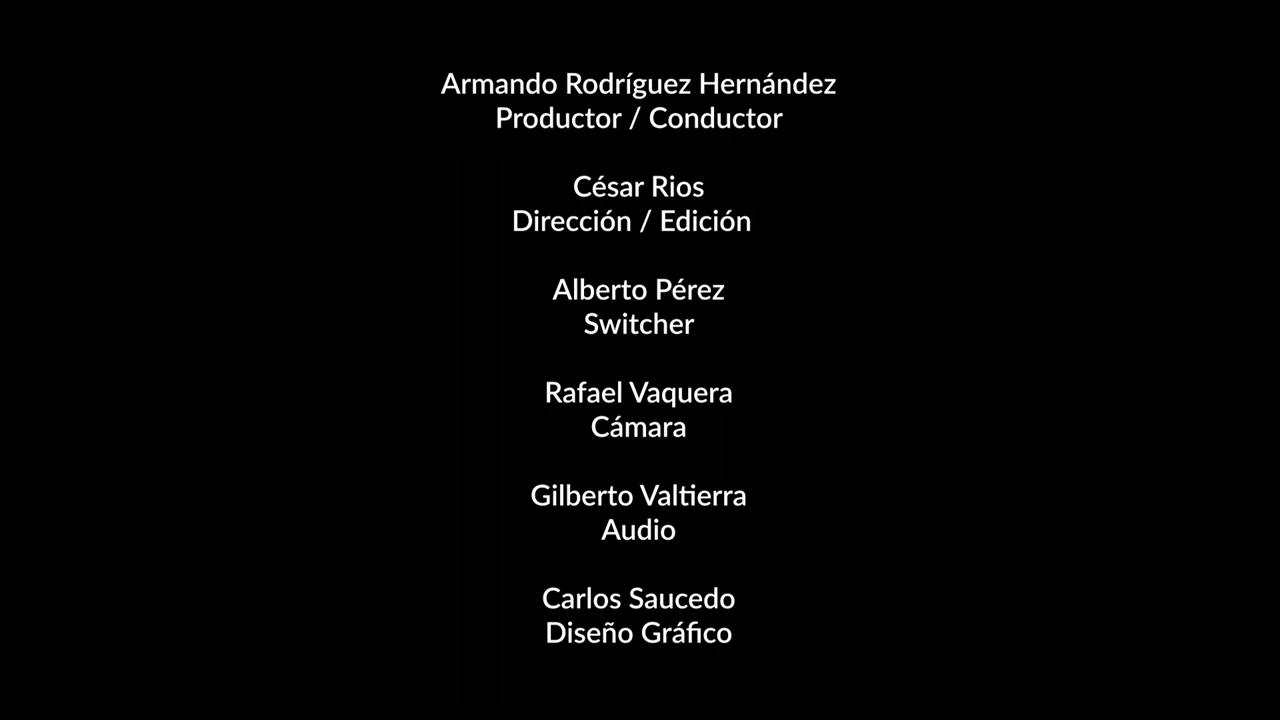 Armando Rodríguez Hernández
Productor / Conductor
César Rios
Dirección / Edición
Alberto Pérez
Switcher
Rafael Vaquera
Cámara
Gilberto Valtierra
Audio
Carlos Saucedo
Diseño Gráfico